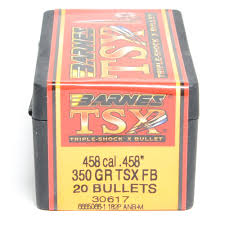 BARNES
TSX
TRIPLE-SHOCK X BULLET
.458 cal .458"
350 GR TSX FB
20 BULLETS
30617